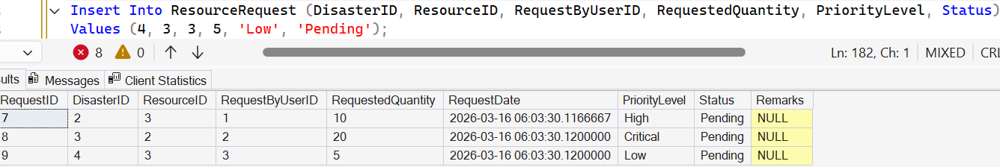 Insert Into ResourceRequest (DisasterID, ResourceID, RequestByUserID, RequestedQuantity, PriorityLevel, Status)
Values (4, 3, 3, 5, 'Low', 'Pending');
8 0 Ln: 182, Ch: 1 MIXED CRL
ults Messages Client Statistics
RequestID DisasterID ResourceID RequestByUserID RequestedQuantity RequestDate PriorityLevel Status Remarks
7 2 3 1 10 2026-03-16 06:03:30.1166667 High Pending NULL
8 3 2 2 20 2026-03-16 06:03:30.1200000 Critical Pending NULL
9 4 3 3 5 2026-03-16 06:03:30.1200000 Low Pending NULL